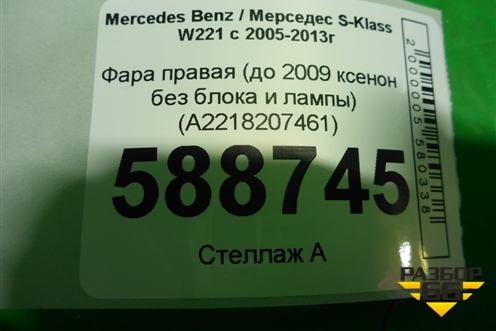 Mercedes Benz / Мерседес S-Klass
W221 с 2005-2013г
Фара правая (до 2009 ксенон
без блока и лампы)
(A2218207461)
588745
Стеллаж А
2000005580338
РАЗБОР
66